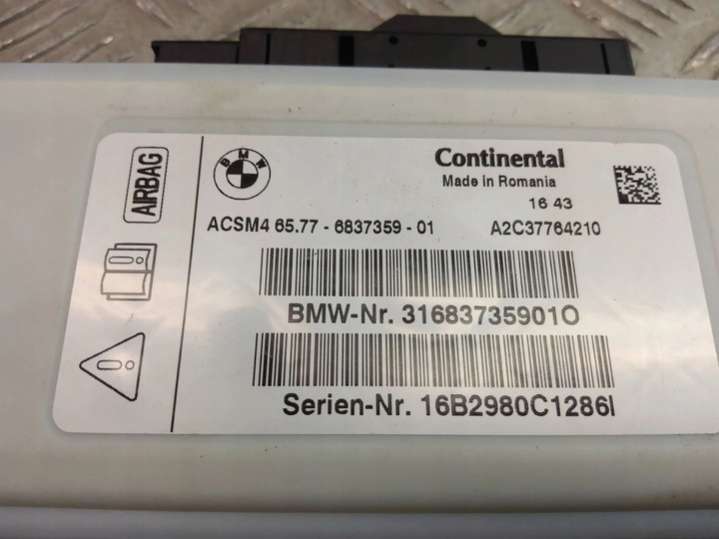 AIRBAG
BMW
Continental
Made in Romania
16 43
ACSM4 65.77 - 6837359 - 01 A2C37764210
BMW-Nr. 31683735901O
Serien-Nr. 16B2980C1286I